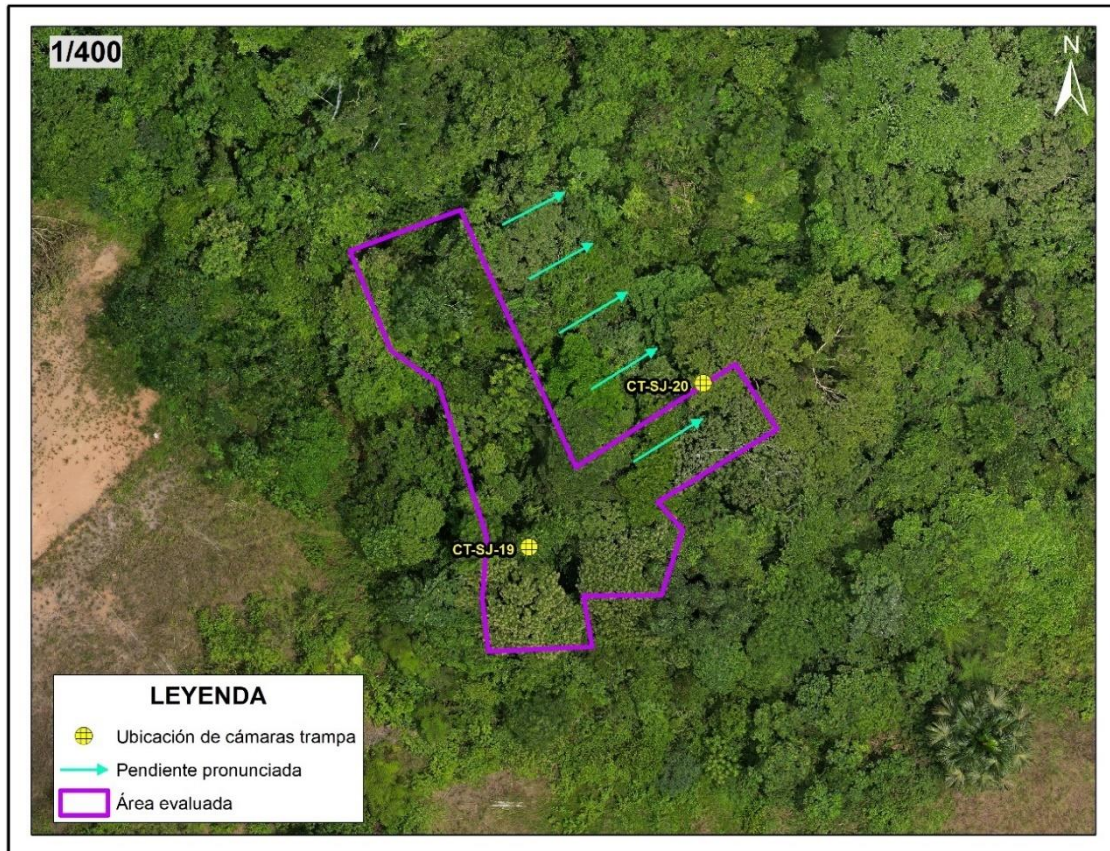 1/400
N
CT-SJ-20
CT-SJ-19
LEYENDA
Ubicación de cámaras trampa
Pendiente pronunciada
Área evaluada